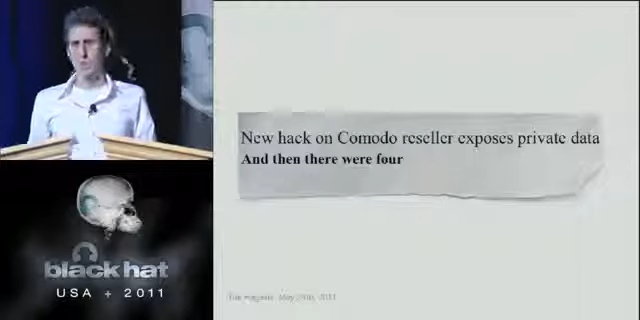 New hack on Comodo reseller exposes private data
And then there were four
black hat
USA + 2011